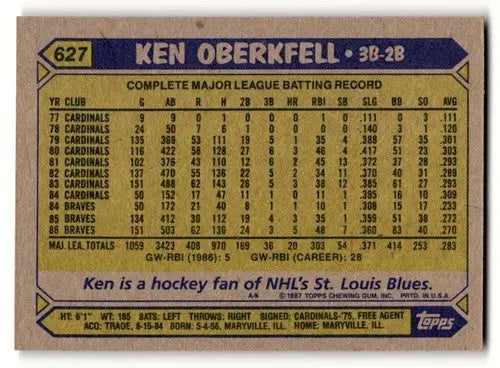 627
KEN OBERKFELL • 3B-2B
COMPLETE MAJOR LEAGUE BATTING RECORD
YR CLUB G AB R H 2B 3B HR RBI SB SLG BB SO AVG
77 CARDINALS 9 9 0 1 0 0 0 1 0 .111 0 3 .111
78 CARDINALS 24 50 7 6 1 0 0 0 0 .140 3 1 .120
79 CARDINALS 135 369 53 111 19 5 1 35 4 .388 57 35 .301
80 CARDINALS 116 422 58 128 27 6 3 46 4 .417 51 23 .303
81 CARDINALS 102 376 43 110 12 6 2 45 13 .372 37 28 .293
82 CARDINALS 137 470 55 136 22 5 2 34 11 .370 40 31 .289
83 CARDINALS 151 488 62 143 26 5 3 38 12 .385 61 27 .293
84 CARDINALS 50 152 17 47 11 1 0 11 1 .395 16 10 .309
84 BRAVES 50 172 21 40 8 1 1 10 1 .308 15 17 .233
85 BRAVES 134 412 30 112 19 4 3 35 1 .359 51 38 .272
86 BRAVES 151 503 62 136 24 3 5 48 7 .360 83 40 .270
MAJ. LEA. TOTALS 1059 3423 408 970 169 36 20 303 54 .371 414 253 .283
GW-RBI (1986): 5 GW-RBI (CAREER): 28
Ken is a hockey fan of NHL's St. Louis Blues.
A★ ©1987 TOPPS CHEWING GUM, INC. PRTD. IN U.S.A.
HT: 6'1" WT: 185 BATS: LEFT THROWS: RIGHT SIGNED: CARDINALS-'75, FREE AGENT
ACQ: TRADE, 6-15-84 BORN: 5-4-56, MARYVILLE, ILL. HOME: MARYVILLE, ILL.
Topps